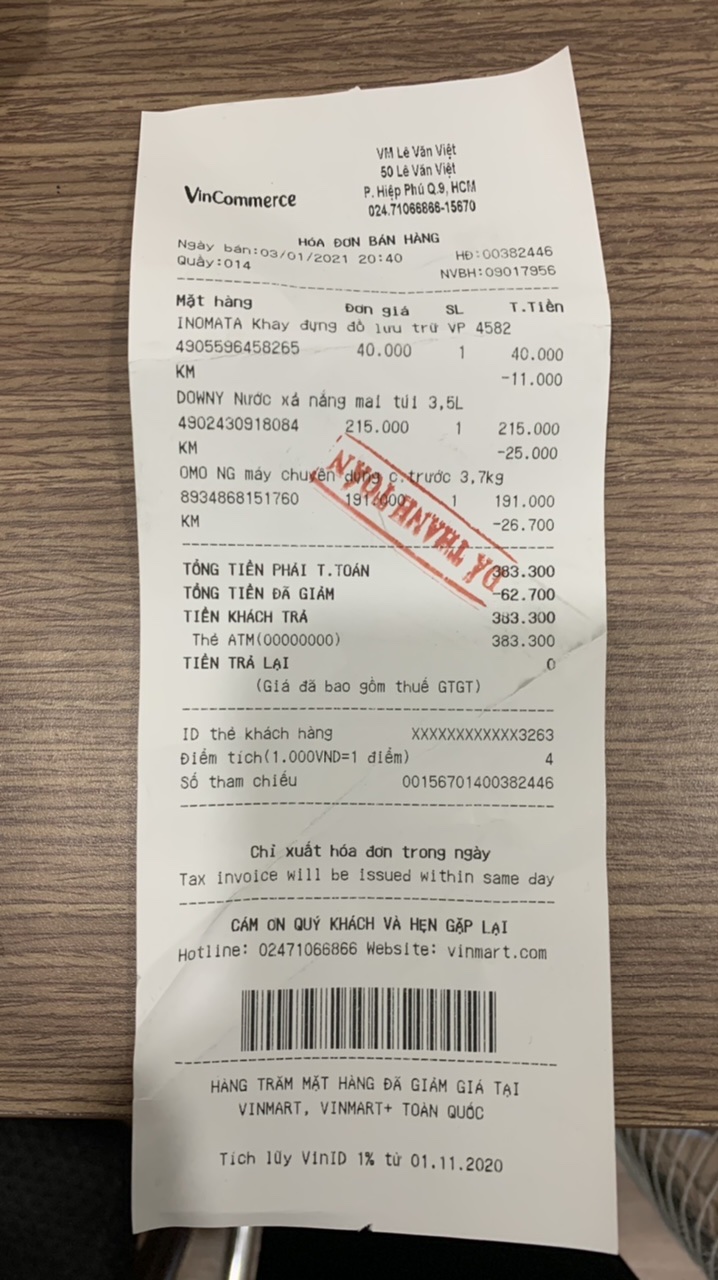 VinCommerce
VM Lê Văn Việt
50 Lê Văn Việt
P. Hiệp Phú Q.9, HCM
024.71066866-15670
HÓA ĐƠN BÁN HÀNG
Ngày bán:03/01/2021 20:40 HĐ:00382446
Quầy:014 NVBH:09017956
Mặt hàng Đơn giá SL T.Tiền
INOMATA Khay đựng đồ lưu trữ VP 4582
4905596458265 40.000 1 40.000
KM -11.000
DOWNY Nước xả nắng mai túi 3,5L
4902430918084 215.000 1 215.000
KM -25.000
OMO NG máy chuyên dụng c.trước 3,7kg
8934868151760 191.000 1 191.000
KM -26.700
ĐÃ THANH TOÁN
TỔNG TIỀN PHẢI T.TOÁN 383.300
TỔNG TIỀN ĐÃ GIẢM -62.700
TIỀN KHÁCH TRẢ 383.300
Thẻ ATM(00000000) 383.300
TIỀN TRẢ LẠI 0
(Giá đã bao gồm thuế GTGT)
ID thẻ khách hàng XXXXXXXXXXXX3263
Điểm tích(1.000VND=1 điểm) 4
Số tham chiếu 00156701400382446
Chỉ xuất hóa đơn trong ngày
Tax invoice will be issued within same day
CẢM ƠN QUÝ KHÁCH VÀ HẸN GẶP LẠI
Hotline: 02471066866 Website: vinmart.com
HÀNG TRĂM MẶT HÀNG ĐÃ GIẢM GIÁ TẠI
VINMART, VINMART+ TOÀN QUỐC
Tích lũy VinID 1% từ 01.11.2020